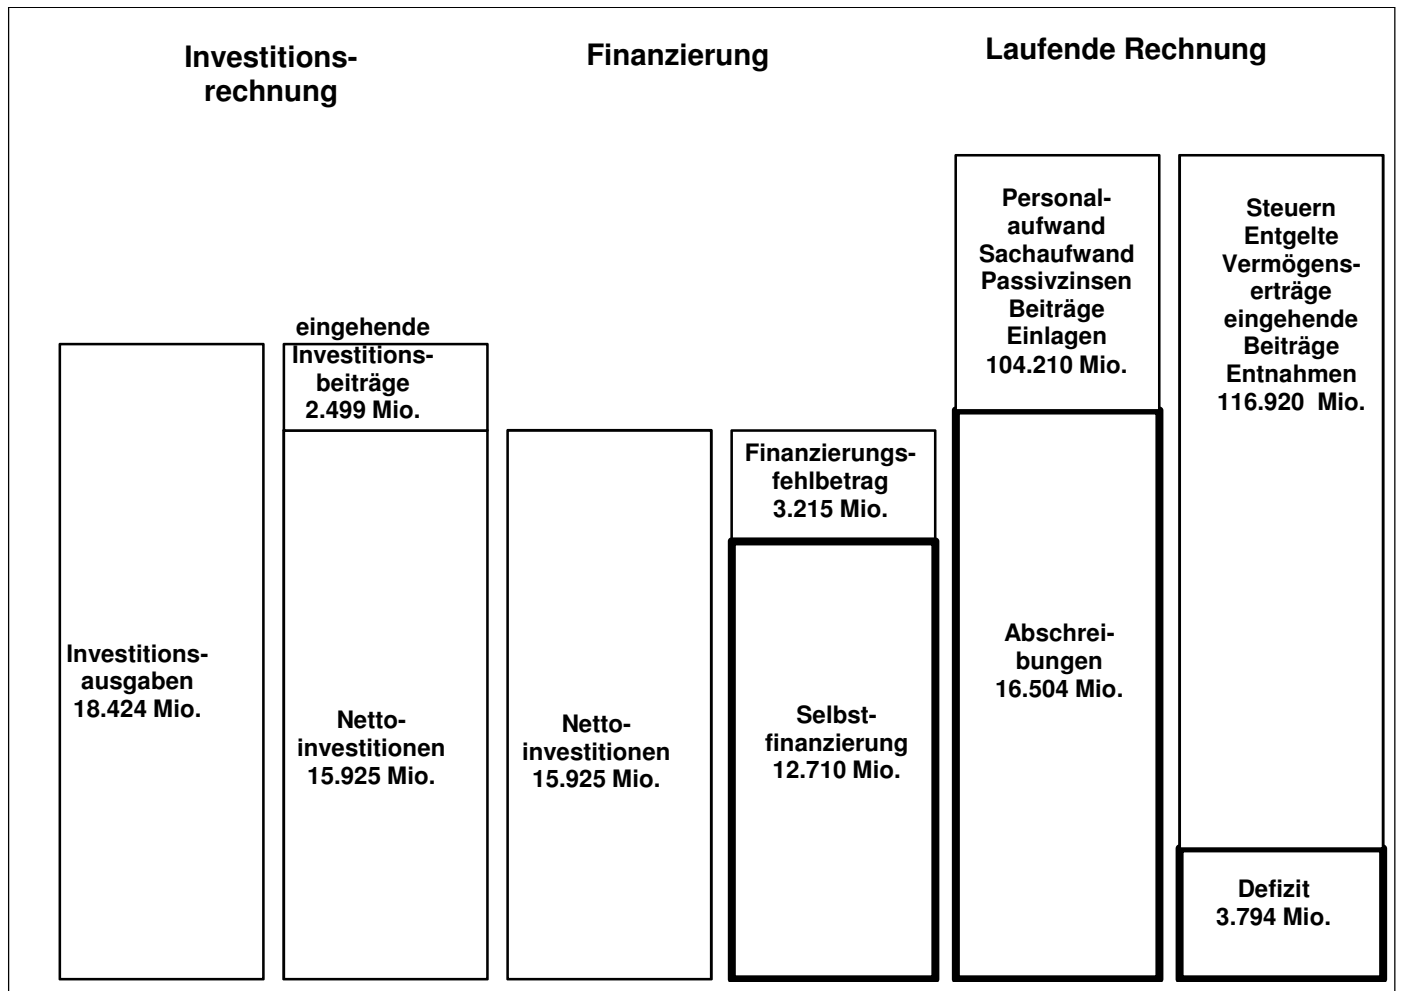 Investitions-
rechnung
Finanzierung
Laufende Rechnung
Investitions-
ausgaben
18.424 Mio.
eingehende
Investitions-
beiträge
2.499 Mio.
Netto-
investitionen
15.925 Mio.
Netto-
investitionen
15.925 Mio.
Finanzierungs-
fehlbetrag
3.215 Mio.
Selbst-
finanzierung
12.710 Mio.
Personal-
aufwand
Sachaufwand
Passivzinsen
Beiträge
Einlagen
104.210 Mio.
Abschrei-
bungen
16.504 Mio.
Steuern
Entgelte
Vermögens-
erträge
eingehende
Beiträge
Entnahmen
116.920 Mio.
Defizit
3.794 Mio.